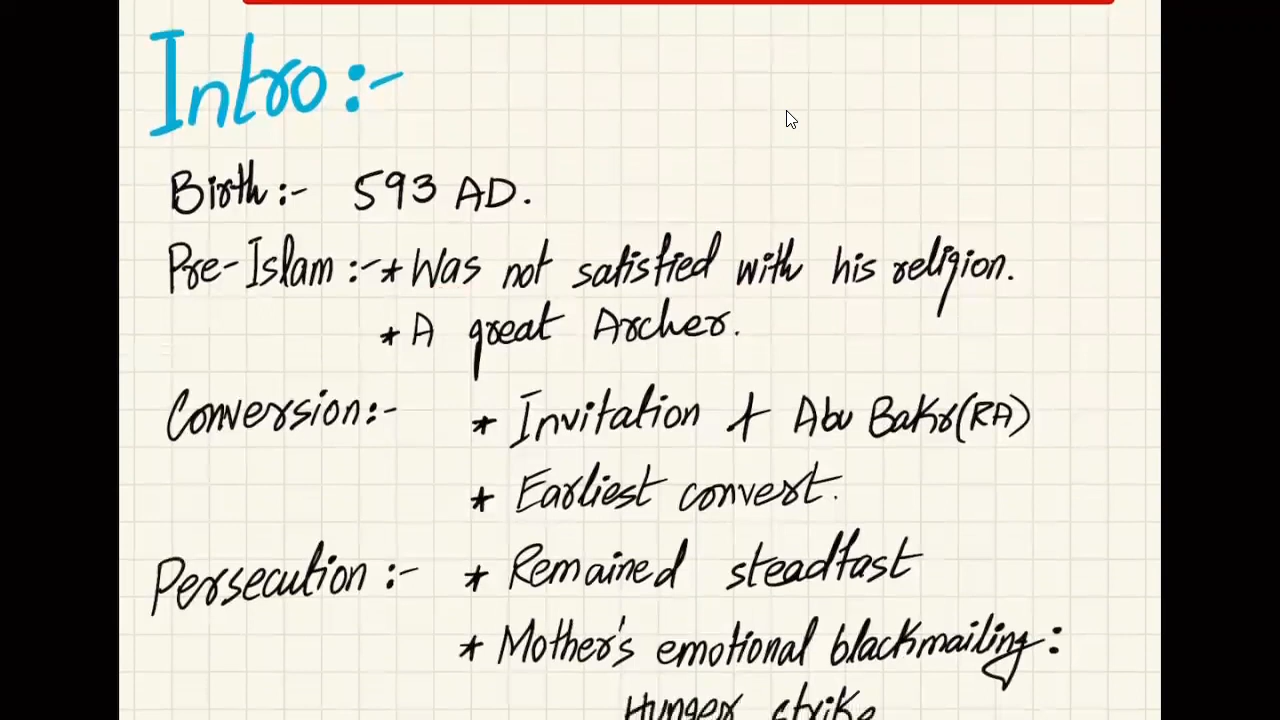 Intro:-
Birth:- 593 AD.
Pre-Islam:-* Was not satisfied with his religion.
* A great Archer.
Conversion:- * Invitation + Abu Bakr(RA)
* Earliest convert.
Persecution:- * Remained steadfast
* Mother's emotional blackmailing:
Hunger strike